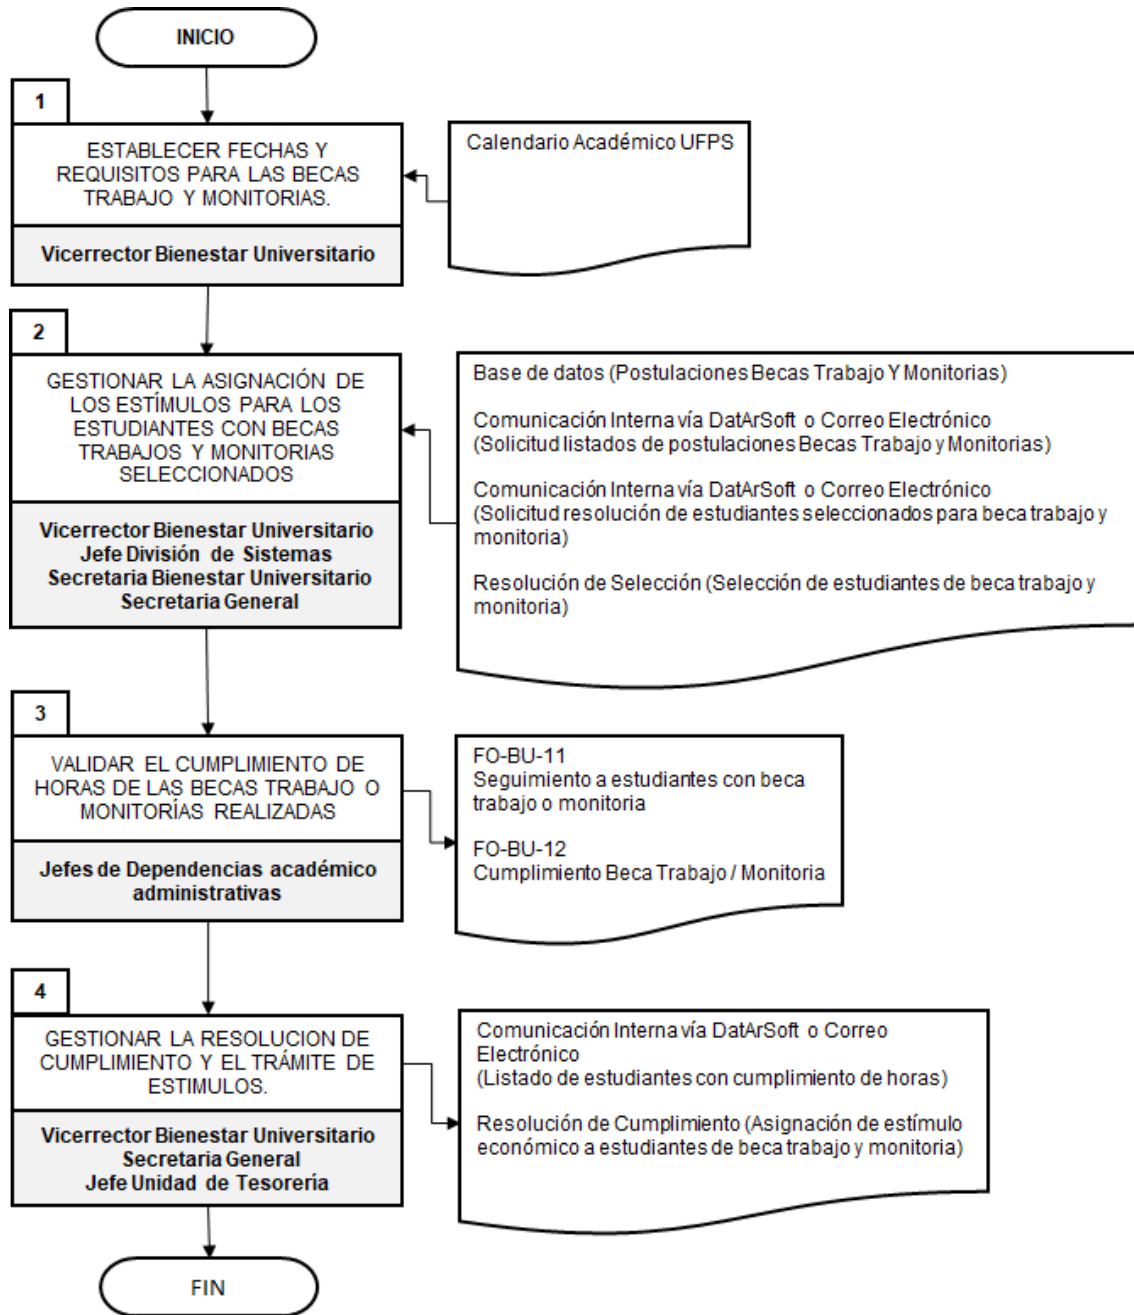 INICIO
1
ESTABLECER FECHAS Y
REQUISITOS PARA LAS BECAS
TRABAJO Y MONITORIAS.
Vicerrector Bienestar Universitario
Calendario Académico UFPS
2
GESTIONAR LA ASIGNACIÓN DE
LOS ESTÍMULOS PARA LOS
ESTUDIANTES CON BECAS
TRABAJOS Y MONITORIAS
SELECCIONADOS
Vicerrector Bienestar Universitario
Jefe División de Sistemas
Secretaria Bienestar Universitario
Secretaria General
Base de datos (Postulaciones Becas Trabajo Y Monitorias)
Comunicación Interna vía DatArSoft o Correo Electrónico
(Solicitud listados de postulaciones Becas Trabajo y Monitorias)
Comunicación Interna vía DatArSoft o Correo Electrónico
(Solicitud resolución de estudiantes seleccionados para beca trabajo y
monitoria)
Resolución de Selección (Selección de estudiantes de beca trabajo y
monitoria)
3
VALIDAR EL CUMPLIMIENTO DE
HORAS DE LAS BECAS TRABAJO O
MONITORÍAS REALIZADAS
Jefes de Dependencias académico
administrativas
FO-BU-11
Seguimiento a estudiantes con beca
trabajo o monitoria
FO-BU-12
Cumplimiento Beca Trabajo / Monitoria
4
GESTIONAR LA RESOLUCION DE
CUMPLIMIENTO Y EL TRÁMITE DE
ESTIMULOS.
Vicerrector Bienestar Universitario
Secretaria General
Jefe Unidad de Tesorería
Comunicación Interna vía DatArSoft o Correo
Electrónico
(Listado de estudiantes con cumplimiento de horas)
Resolución de Cumplimiento (Asignación de estímulo
económico a estudiantes de beca trabajo y monitoria)
FIN